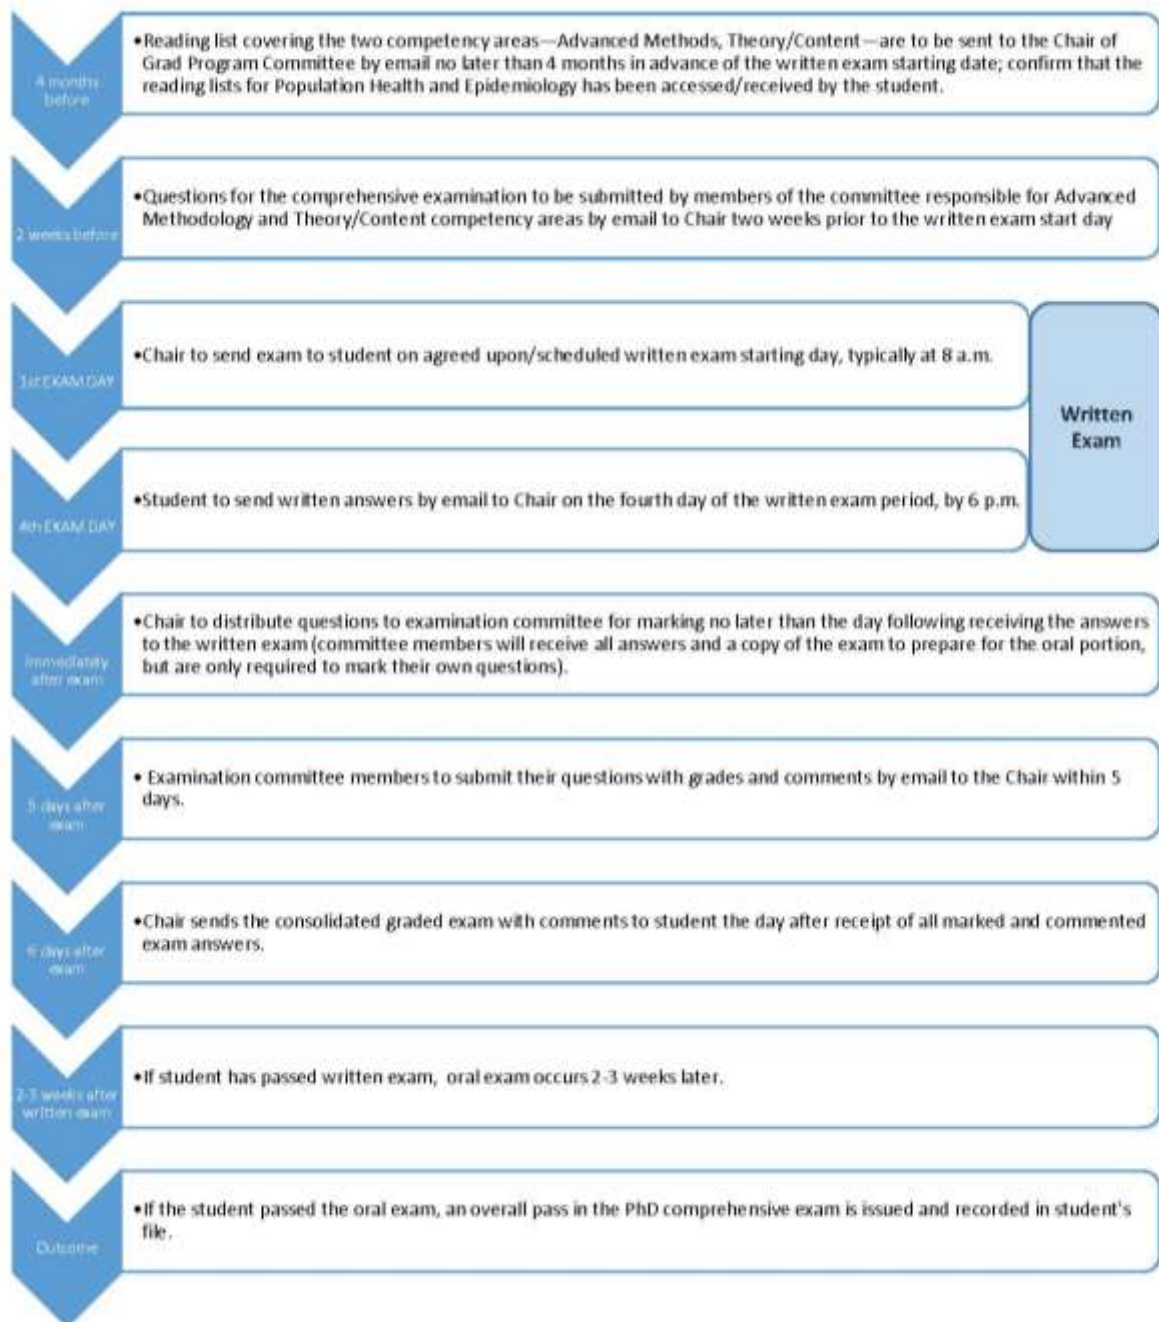 4 months
before
•Reading list covering the two competency areas—Advanced Methods, Theory/Content—are to be sent to the Chair of
Grad Program Committee by email no later than 4 months in advance of the written exam starting date; confirm that the
reading lists for Population Health and Epidemiology has been accessed/received by the student.
2 weeks before
•Questions for the comprehensive examination to be submitted by members of the committee responsible for Advanced
Methodology and Theory/Content competency areas by email to Chair two weeks prior to the written exam start day
1st EXAM DAY
•Chair to send exam to student on agreed upon/scheduled written exam starting day, typically at 8 a.m.
Written
Exam
4th EXAM DAY
•Student to send written answers by email to Chair on the fourth day of the written exam period, by 6 p.m.
after exam
•Chair to distribute questions to examination committee for marking no later than the day following receiving the answers
to the written exam (committee members will receive all answers and a copy of the exam to prepare for the oral portion,
but are only required to mark their own questions).
5 days after
exam
• Examination committee members to submit their questions with grades and comments by email to the Chair within 5
days.
6 days after
exam
•Chair sends the consolidated graded exam with comments to student the day after receipt of all marked and commented
exam answers.
2-3 weeks after
written exam
•If student has passed written exam,  oral exam occurs 2-3 weeks later.
Outcome
•If the student passed the oral exam, an overall pass in the PhD comprehensive exam is issued and recorded in student's
file.